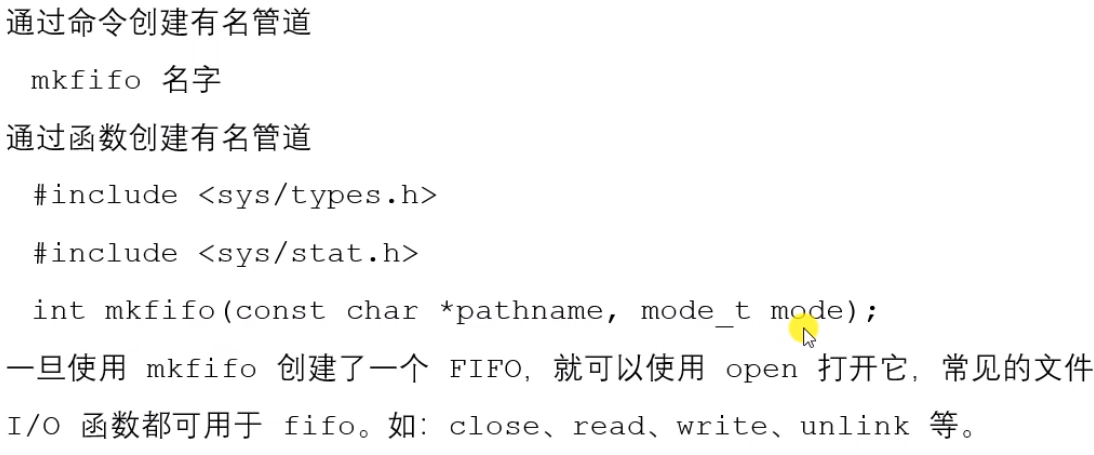 通过命令创建有名管道
mkfifo 名字
通过函数创建有名管道
#include <sys/types.h>
#include <sys/stat.h>
int mkfifo(const char *pathname, mode_t mode);
一旦使用 mkfifo 创建了一个 FIFO，就可以使用 open 打开它，常见的文件
I/O 函数都可用于 fifo。如：close、read、write、unlink 等。